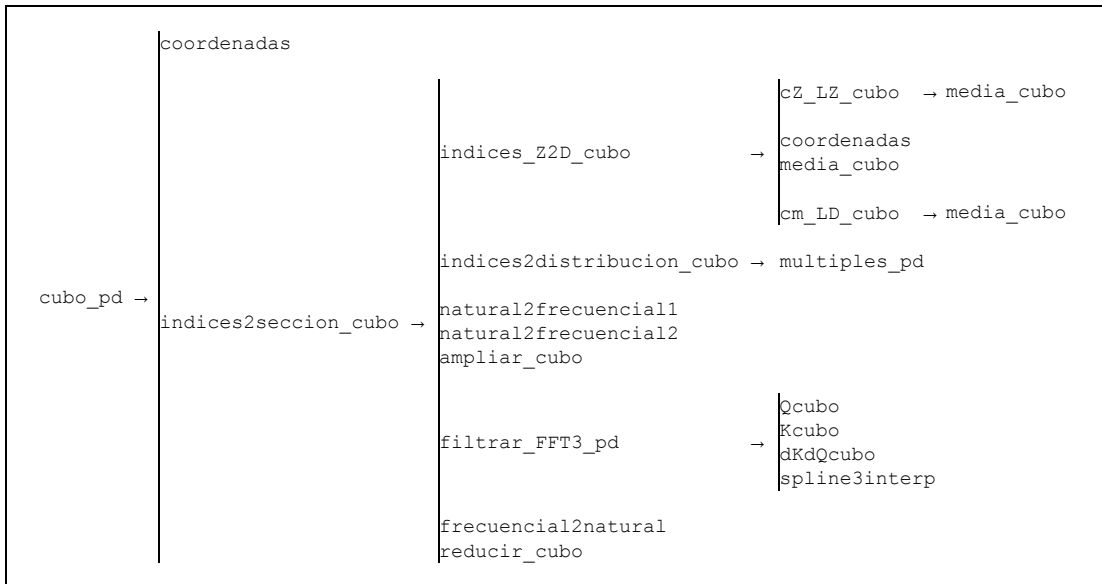 coordenadas
cZ_LZ_cubo → media_cubo
indices_Z2D_cubo →
coordenadas
media_cubo
cm_LD_cubo → media_cubo
indices2distribucion_cubo → multiples_pd
cubo_pd →
indices2seccion_cubo →
natural2frecuencial1
natural2frecuencial2
ampliar_cubo
filtrar_FFT3_pd →
Qcubo
Kcubo
dKdQcubo
spline3interp
frecuencial2natural
reducir_cubo